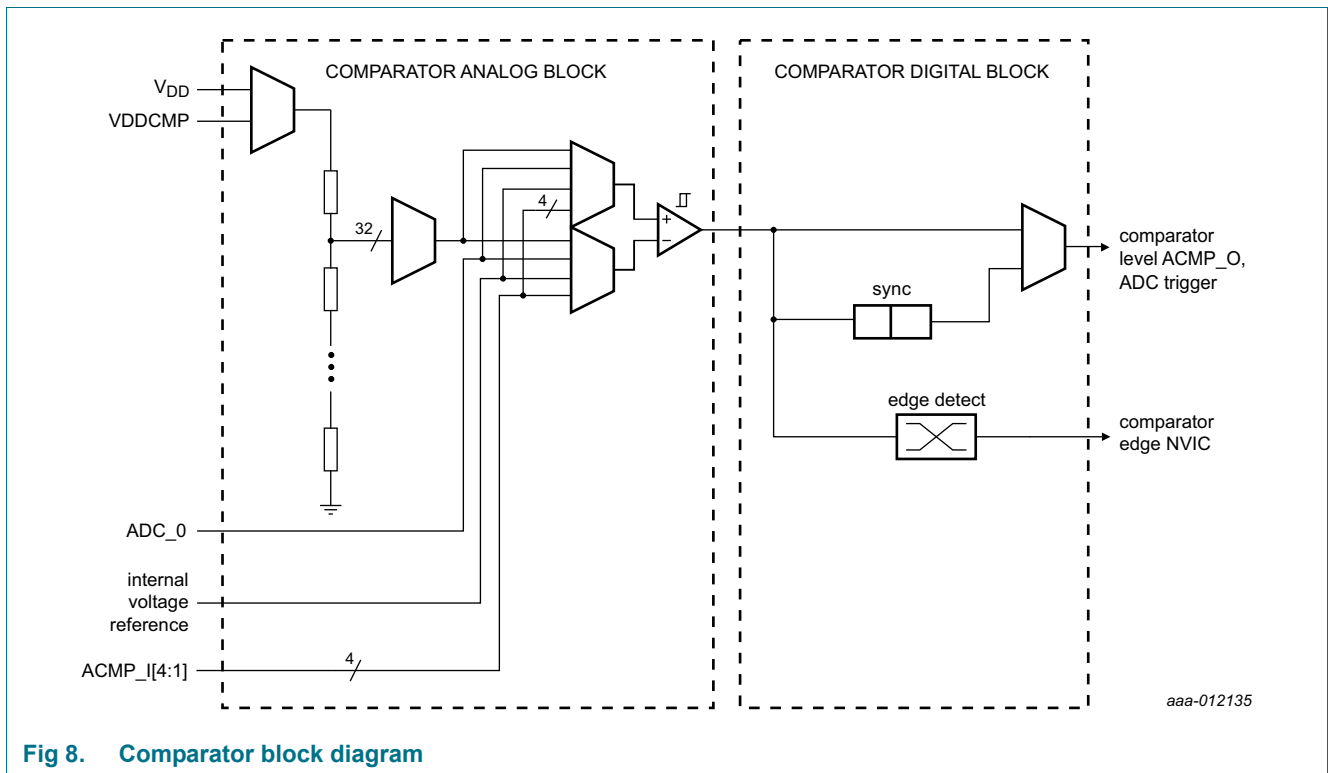 COMPARATOR ANALOG BLOCK
COMPARATOR DIGITAL BLOCK
VDD
VDDCMP
32
4
+
−
sync
comparator
level ACMP_O,
ADC trigger
edge detect
comparator
edge NVIC
ADC_0
internal
voltage
reference
ACMP_I[4:1]
4
aaa-012135
Fig 8. Comparator block diagram